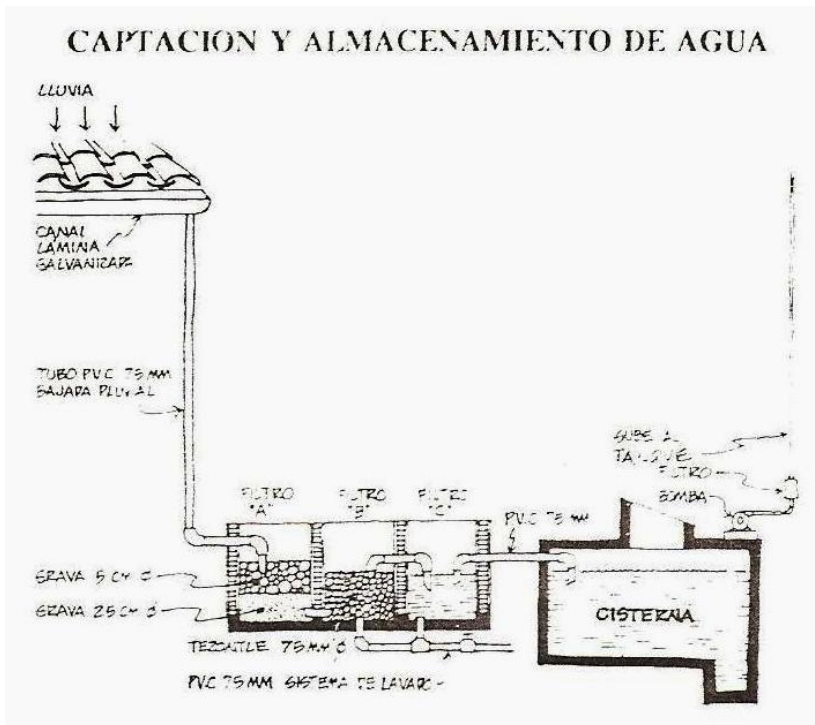 CAPTACION Y ALMACENAMIENTO DE AGUA
LLUVIA
CANAL
LAMINA
GALVANIZADA
TUBO PVC 75 MM
BAJADA PLUVIAL
FILTRO
"A"
FILTRO
"B"
FILTRO
"C"
PVC 75 MM
SUBE AL
TANQUE
FILTRO
BOMBA
GRAVA 5 CM Ø
GRAVA 25 CM Ø
CISTERNA
TEZONTLE 75 MM Ø
PVC 75 MM SISTEMA DE LAVADO